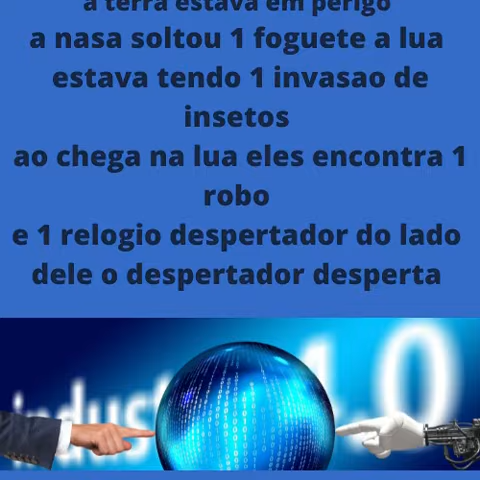 a terra estava em perigo
a nasa soltou 1 foguete a lua
estava tendo 1 invasao de
insetos
ao chega na lua eles encontra 1
robo
e 1 relogio despertador do lado
dele o despertador desperta